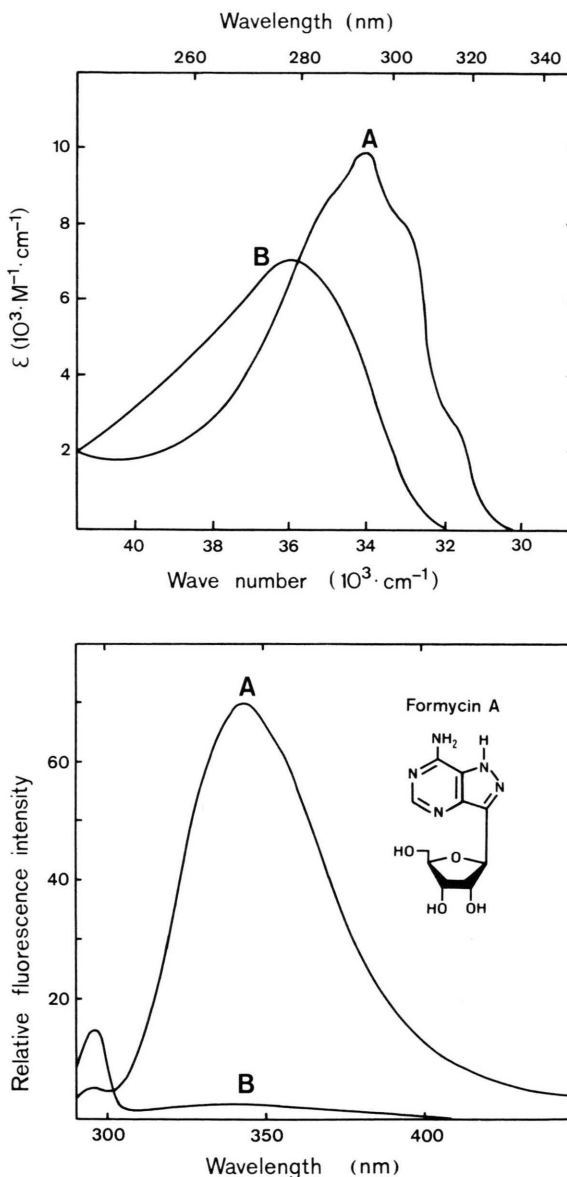 Wavelength (nm)
260 280 300 320 340
10
8
6
4
2
ε (10³· M⁻¹· cm⁻¹)
A
B
40 38 36 34 32 30
Wave number (10³· cm⁻¹)
60
40
20
Relative fluorescence intensity
A
B
Formycin A
NH₂ H
N N
N
N
HO O
HO OH
300 350 400
Wavelength (nm)